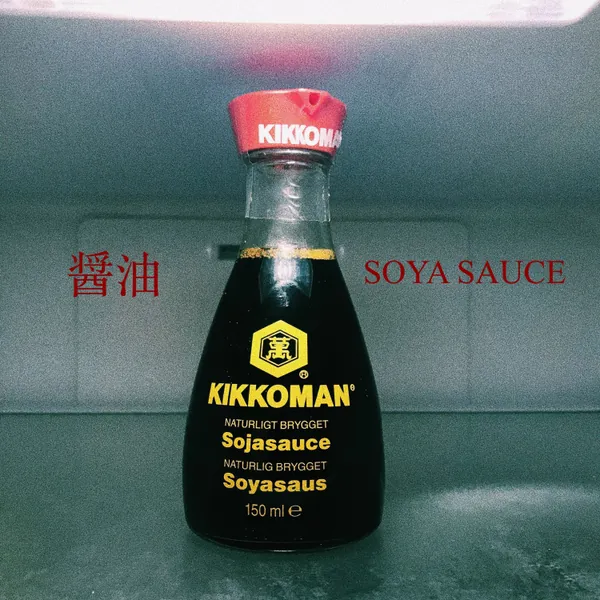 KIKKOMAN
醤油
SOYA SAUCE
萬
KIKKOMAN®
NATURLIGT BRYGGET
Sojasauce
NATURLIG BRYGGET
Soyasaus
150 ml ℮